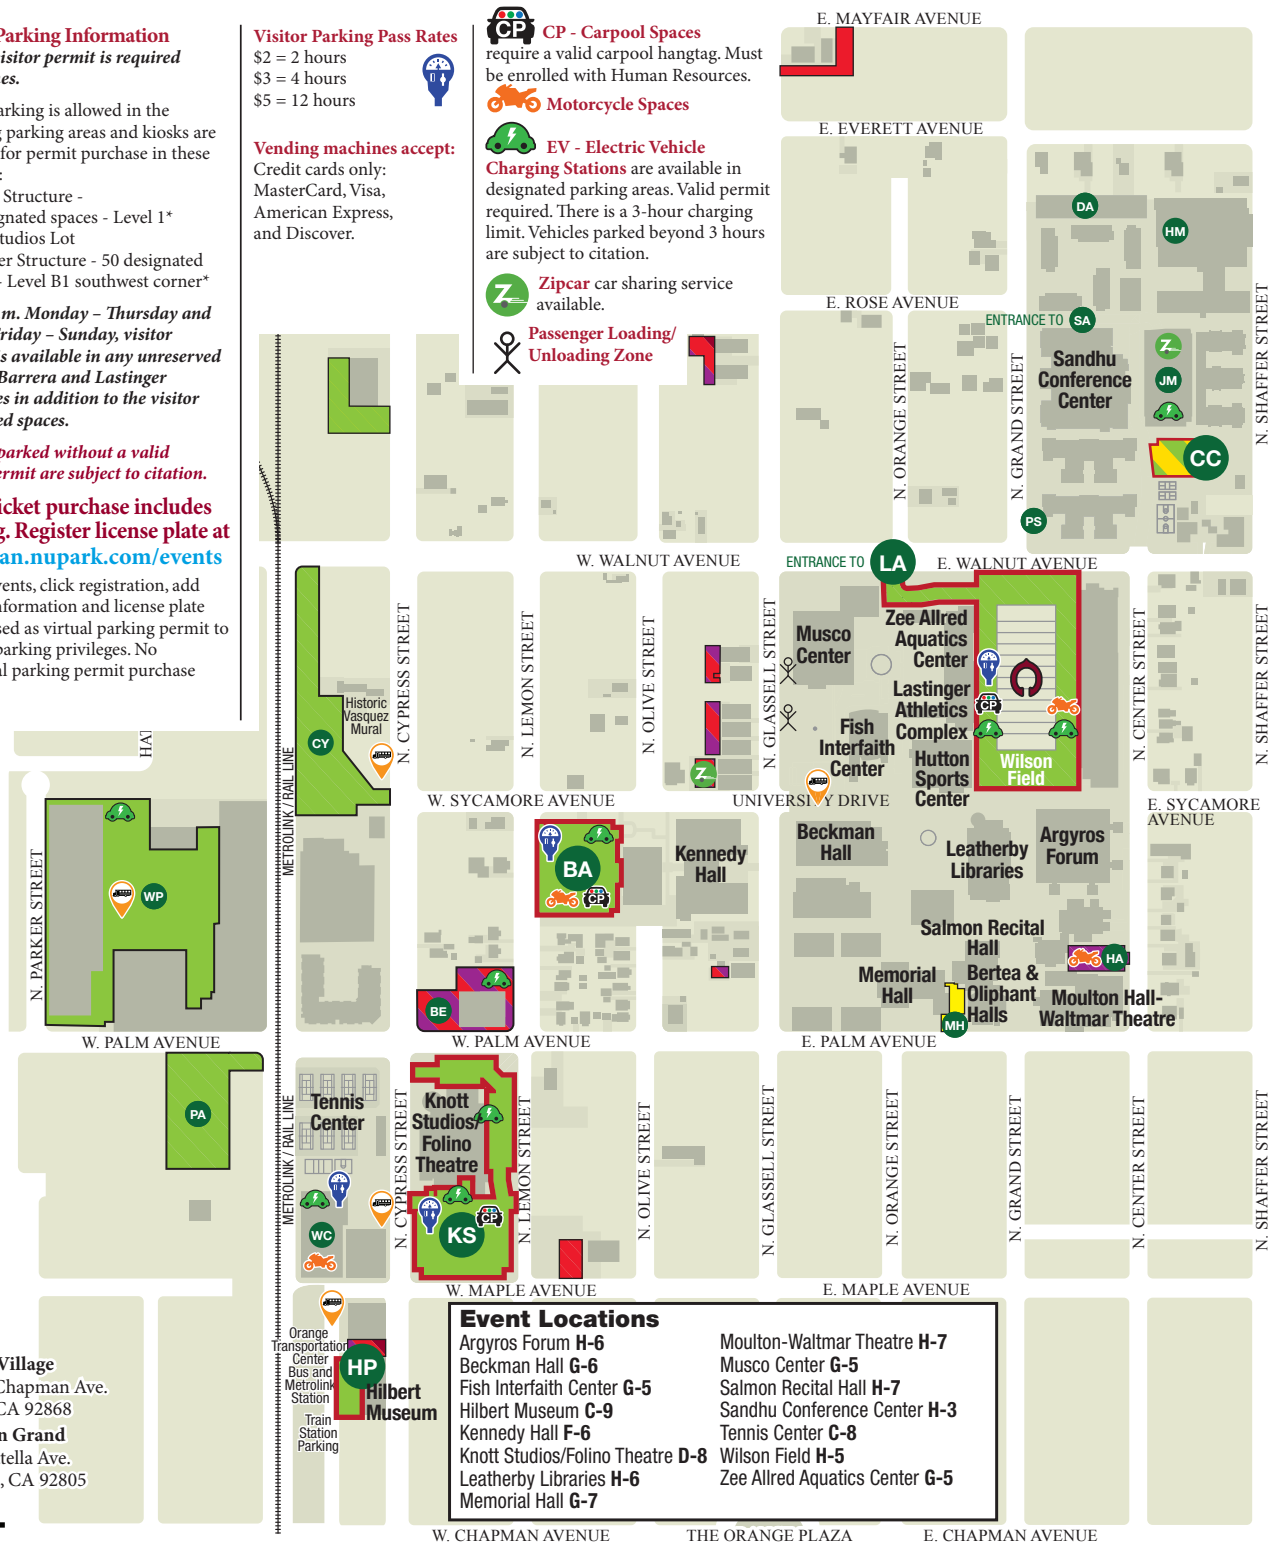 Parking Information
isitor permit is required
es.
arking is allowed in the
g parking areas and kiosks are
for permit purchase in these
:
Structure -
gnated spaces - Level 1*
tudios Lot
er Structure - 50 designated
- Level B1 southwest corner*
m. Monday – Thursday and
riday – Sunday, visitor
s available in any unreserved
Barrera and Lastinger
es in addition to the visitor
ed spaces.
parked without a valid
ermit are subject to citation.
icket purchase includes
g. Register license plate at
an.nupark.com/events
vents, click registration, add
nformation and license plate
sed as virtual parking permit to
parking privileges. No
al parking permit purchase
Visitor Parking Pass Rates
$2 = 2 hours
$3 = 4 hours
$5 = 12 hours
Vending machines accept:
Credit cards only:
MasterCard, Visa,
American Express,
and Discover.
CP
CP - Carpool Spaces
require a valid carpool hangtag. Must
be enrolled with Human Resources.
Motorcycle Spaces
EV - Electric Vehicle
Charging Stations are available in
designated parking areas. Valid permit
required. There is a 3-hour charging
limit. Vehicles parked beyond 3 hours
are subject to citation.
Z
Zipcar car sharing service
available.
Passenger Loading/
Unloading Zone
E. MAYFAIR AVENUE
E. EVERETT AVENUE
DA
HM
E. ROSE AVENUE
ENTRANCE TO SA
Sandhu
Conference
Center
Z
JM
CC
PS
N. ORANGE STREET
N. GRAND STREET
N. SHAFFER STREET
W. WALNUT AVENUE
ENTRANCE TO LA
E. WALNUT AVENUE
N. CYPRESS STREET
N. LEMON STREET
N. OLIVE STREET
N. GLASSELL STREET
N. CENTER STREET
N. SHAFFER STREET
Musco
Center
Zee Allred
Aquatics
Center
Lastinger
Athletics
Complex
CP
Fish
Interfaith
Center
Hutton
Sports
Center
Wilson
Field
Historic
Vasquez
Mural
CY
Z
HA
METROLINK / RAIL LINE
W. SYCAMORE AVENUE
UNIVERSITY DRIVE
E. SYCAMORE
AVENUE
N. PARKER STREET
WP
BA
CP
Kennedy
Hall
Beckman
Hall
Leatherby
Libraries
Argyros
Forum
Salmon Recital
Hall
Memorial
Hall
Bertea &
Oliphant
Halls
HA
Moulton Hall-
Waltmar Theatre
MH
BE
W. PALM AVENUE
W. PALM AVENUE
E. PALM AVENUE
PA
METROLINK / RAIL LINE
Tennis
Center
WC
N. CYPRESS STREET
Knott
Studios/
Folino
Theatre
CP
KS
N. LEMON STREET
N. OLIVE STREET
N. GLASSELL STREET
N. ORANGE STREET
N. GRAND STREET
N. CENTER STREET
N. SHAFFER STREET
W. MAPLE AVENUE
E. MAPLE AVENUE
Orange
Transportation
Center
Bus and
Metrolink
Station
Train
Station
Parking
HP
Hilbert
Museum
Village
Chapman Ave.
CA 92868
n Grand
tella Ave.
, CA 92805
Event Locations
Argyros Forum H-6
Beckman Hall G-6
Fish Interfaith Center G-5
Hilbert Museum C-9
Kennedy Hall F-6
Knott Studios/Folino Theatre D-8
Leatherby Libraries H-6
Memorial Hall G-7
Moulton-Waltmar Theatre H-7
Musco Center G-5
Salmon Recital Hall H-7
Sandhu Conference Center H-3
Tennis Center C-8
Wilson Field H-5
Zee Allred Aquatics Center G-5
W. CHAPMAN AVENUE
THE ORANGE PLAZA
E. CHAPMAN AVENUE